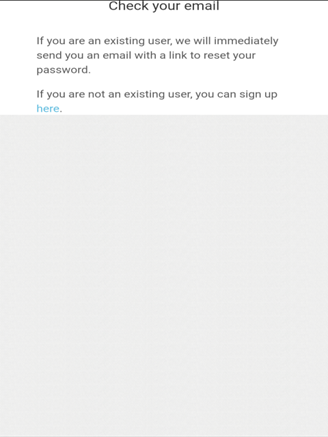 Check your email
If you are an existing user, we will immediately
send you an email with a link to reset your
password.
If you are not an existing user, you can sign up
here.